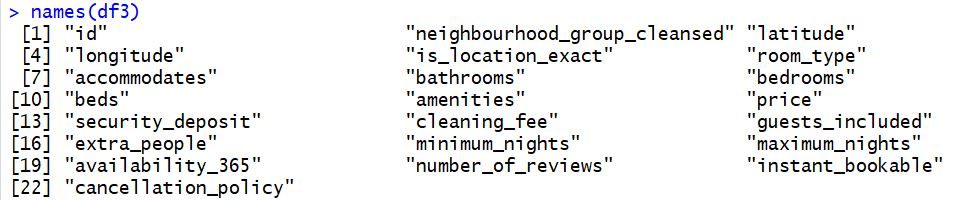 > names(df3)
[1] "id" "neighbourhood_group_cleansed" "latitude"
[4] "longitude" "is_location_exact" "room_type"
[7] "accommodates" "bathrooms" "bedrooms"
[10] "beds" "amenities" "price"
[13] "security_deposit" "cleaning_fee" "guests_included"
[16] "extra_people" "minimum_nights" "maximum_nights"
[19] "availability_365" "number_of_reviews" "instant_bookable"
[22] "cancellation_policy"